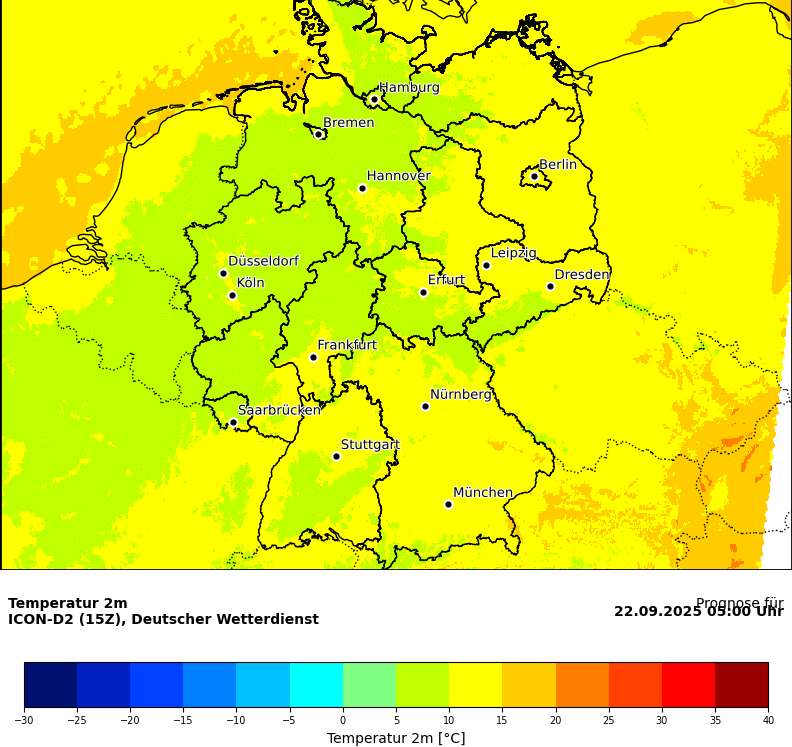 Hamburg
Bremen
Berlin
Hannover
Leipzig
Düsseldorf
Dresden
Köln
Erfurt
Frankfurt
Nürnberg
Saarbrücken
Stuttgart
München
Temperatur 2m
Prognose für
ICON-D2 (15Z), Deutscher Wetterdienst
22.09.2025 05:00 Uhr
−30 −25 −20 −15 −10 −5 0 5 10 15 20 25 30 35 40
Temperatur 2m [°C]